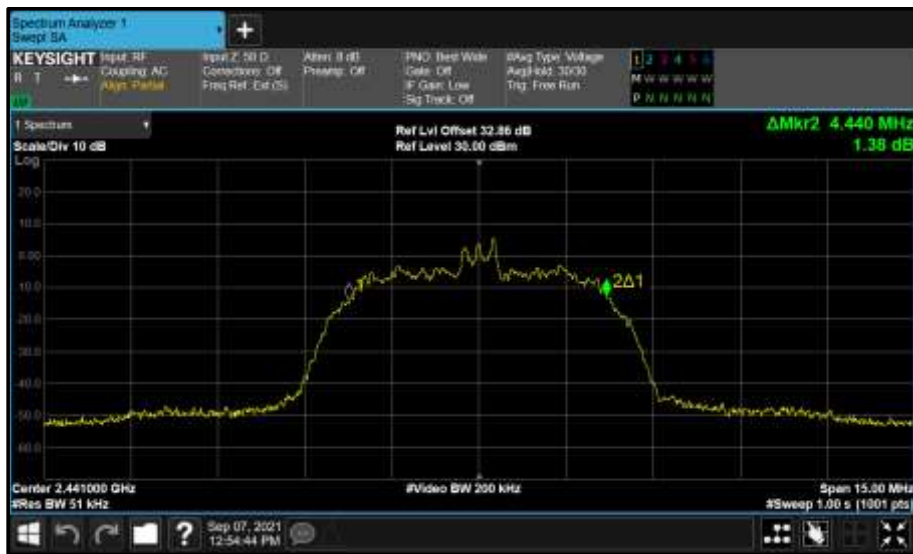 Spectrum Analyzer 1
Swept SA
+
KEYSIGHT
R T
Input: RF
Coupling: AC
Align: Partial
Input Z: 50 Ω
Corrections: Off
Freq Ref: Ext (S)
Atten: 8 dB
Preamp: Off
PNO: Best Wide
Gate: Off
IF Gain: Low
Sig Track: Off
#Avg Type: Voltage
Avg|Hold: 30/30
Trig: Free Run
1 2 3 4 5 6
M W W W W W
P N N N N N
1 Spectrum
Scale/Div 10 dB
Ref Lvl Offset 32.86 dB
Ref Level 30.00 dBm
ΔMkr2 4.440 MHz
1.38 dB
Log
20.0
10.0
0.00
-10.0
-20.0
-30.0
-40.0
-50.0
-60.0
2Δ1
Center 2.441000 GHz
#Res BW 51 kHz
#Video BW 200 kHz
Span 15.00 MHz
#Sweep 1.00 s (1001 pts)
?
Sep 07, 2021
12:54:44 PM